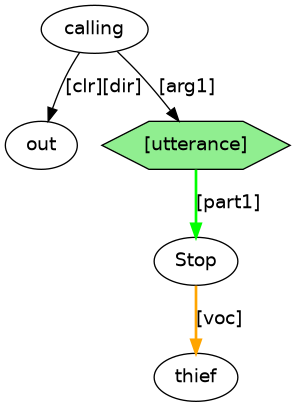 calling
[clr][dir] [arg1]
out [utterance]
[part1]
Stop
[voc]
thief